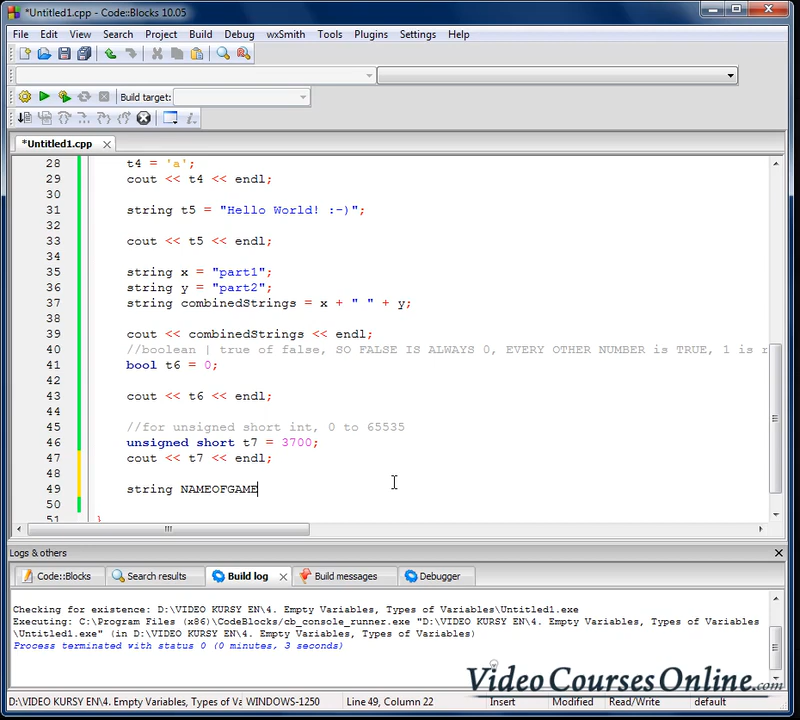 *Untitled1.cpp - Code::Blocks 10.05
File Edit View Search Project Build Debug wxSmith Tools Plugins Settings Help
Build target:
*Untitled1.cpp
28 t4 = 'a';
29 cout << t4 << endl;
30
31 string t5 = "Hello World! :-)";
32
33 cout << t5 << endl;
34
35 string x = "part1";
36 string y = "part2";
37 string combinedStrings = x + " " + y;
38
39 cout << combinedStrings << endl;
40 //boolean | true of false, SO FALSE IS ALWAYS 0, EVERY OTHER NUMBER is TRUE, 1 is r
41 bool t6 = 0;
42
43 cout << t6 << endl;
44
45 //for unsigned short int, 0 to 65535
46 unsigned short t7 = 3700;
47 cout << t7 << endl;
48
49 string NAMEOFGAME
50
51 }
Logs & others
Code::Blocks Search results Build log Build messages Debugger
Checking for existence: D:\VIDEO KURSY EN\4. Empty Variables, Types of Variables\Untitled1.exe
Executing: C:\Program Files (x86)\CodeBlocks/cb_console_runner.exe "D:\VIDEO KURSY EN\4. Empty Variables, Types of Variables
\Untitled1.exe" (in D:\VIDEO KURSY EN\4. Empty Variables, Types of Variables)
Process terminated with status 0 (0 minutes, 3 seconds)
VideoCoursesOnline.com
D:\VIDEO KURSY EN\4. Empty Variables, Types of Va WINDOWS-1250 Line 49, Column 22 Insert Modified Read/Write default